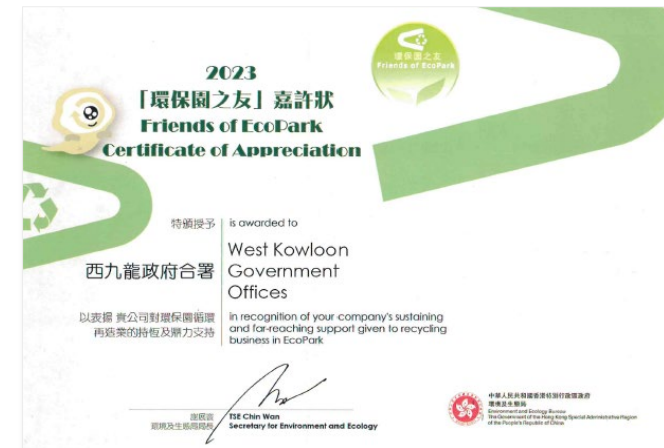 2023
「環保園之友」嘉許狀
Friends of EcoPark
Certificate of Appreciation
環保園之友
Friends of EcoPark
特頒授予
is awarded to
西九龍政府合署
West Kowloon
Government
Offices
以表揚 貴公司對環保園循環
再造業的持恆及鼎力支持
in recognition of your company's sustaining
and far-reaching support given to recycling
business in EcoPark
謝展寰
環境及生態局局長
TSE Chin Wan
Secretary for Environment and Ecology
中華人民共和國香港特別行政區政府
環境及生態局
Environment and Ecology Bureau
The Government of the Hong Kong Special Administrative Region
of the People's Republic of China